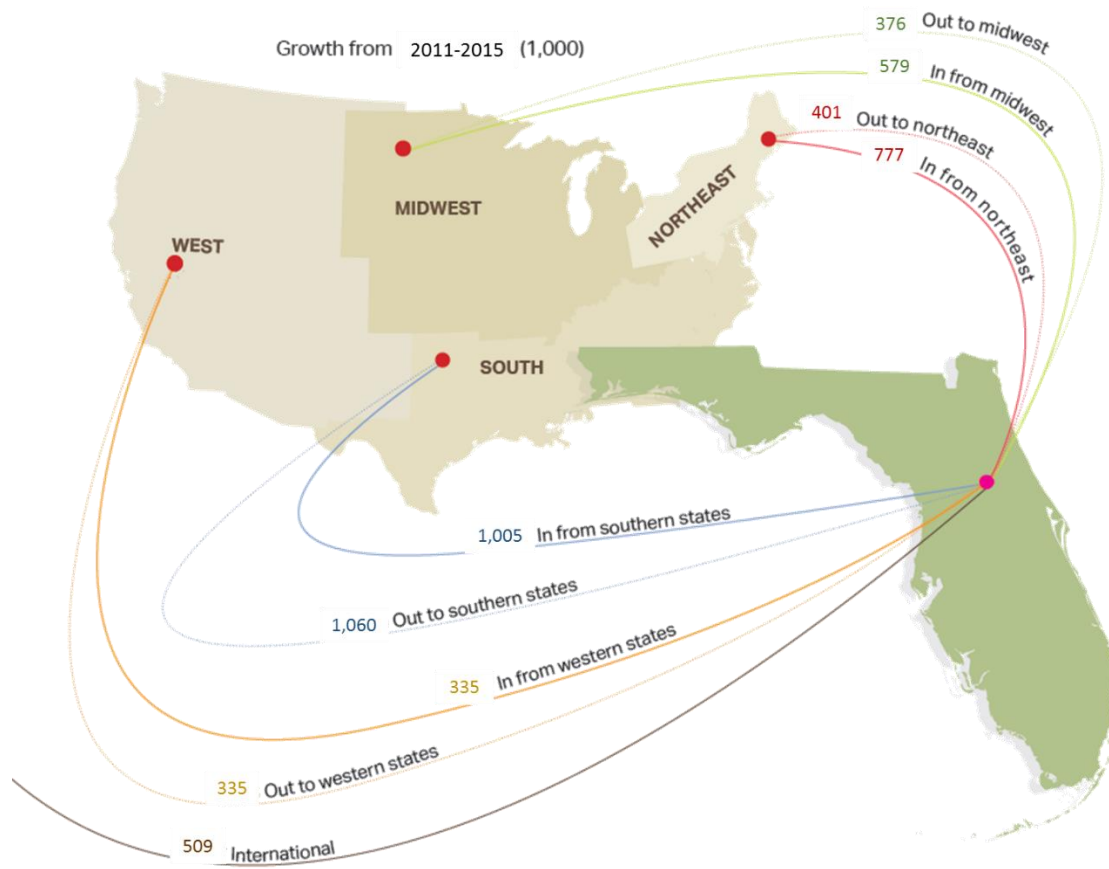 Growth from 2011-2015 (1,000)
376 Out to midwest
579 In from midwest
401 Out to northeast
777 In from northeast
NORTHEAST
MIDWEST
WEST
SOUTH
1,005 In from southern states
1,060 Out to southern states
335 In from western states
335 Out to western states
509 International